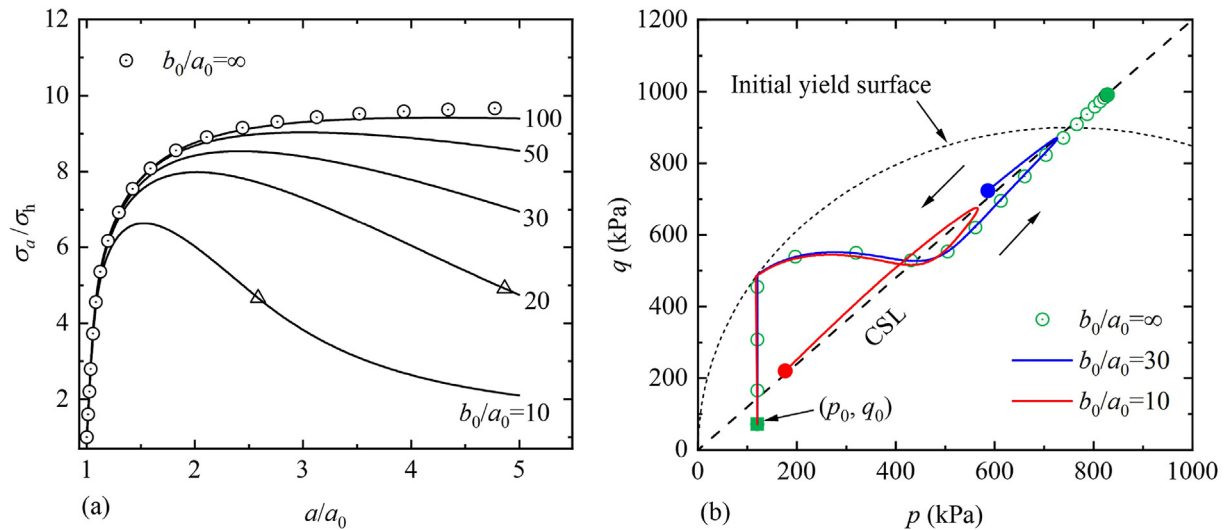 12
10
8
6
4
2
1
2
3
4
5
σₐ/σₕ
a/a₀
(a)
b₀/a₀=∞
100
50
30
20
b₀/a₀=10
1200
1000
800
600
400
200
0
0
200
400
600
800
1000
q (kPa)
p (kPa)
(b)
Initial yield surface
CSL
(p₀, q₀)
b₀/a₀=∞
b₀/a₀=30
b₀/a₀=10